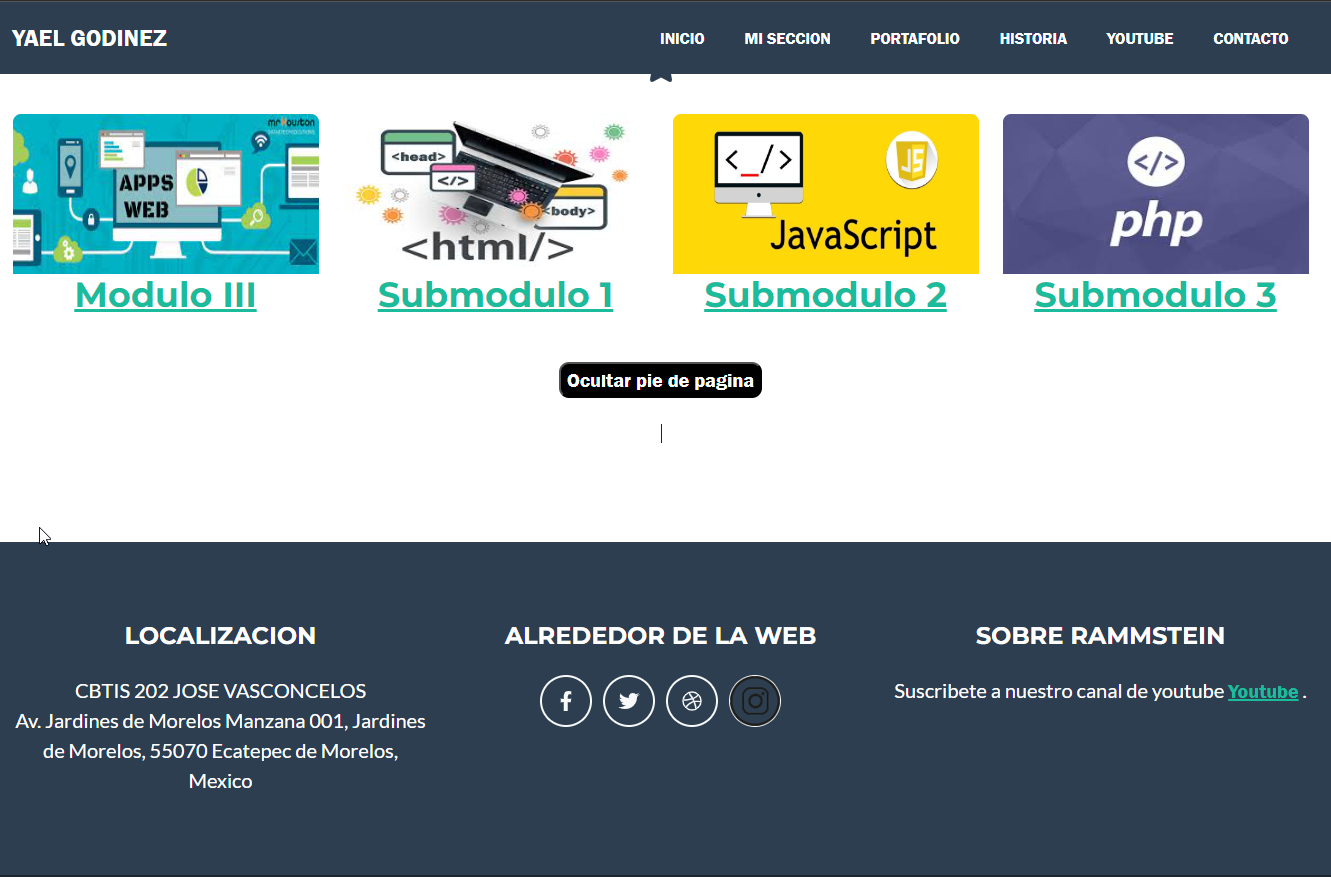 YAEL GODINEZ
INICIO MI SECCION PORTAFOLIO HISTORIA YOUTUBE CONTACTO
mrHouston
APPS
WEB
<head>
</>
<body>
<html/>
<_/>
JS
JavaScript
</>
php
Modulo III Submodulo 1 Submodulo 2 Submodulo 3
Ocultar pie de pagina
LOCALIZACION
CBTIS 202 JOSE VASCONCELOS
Av. Jardines de Morelos Manzana 001, Jardines
de Morelos, 55070 Ecatepec de Morelos,
Mexico
ALREDEDOR DE LA WEB
SOBRE RAMMSTEIN
Suscribete a nuestro canal de youtube Youtube .